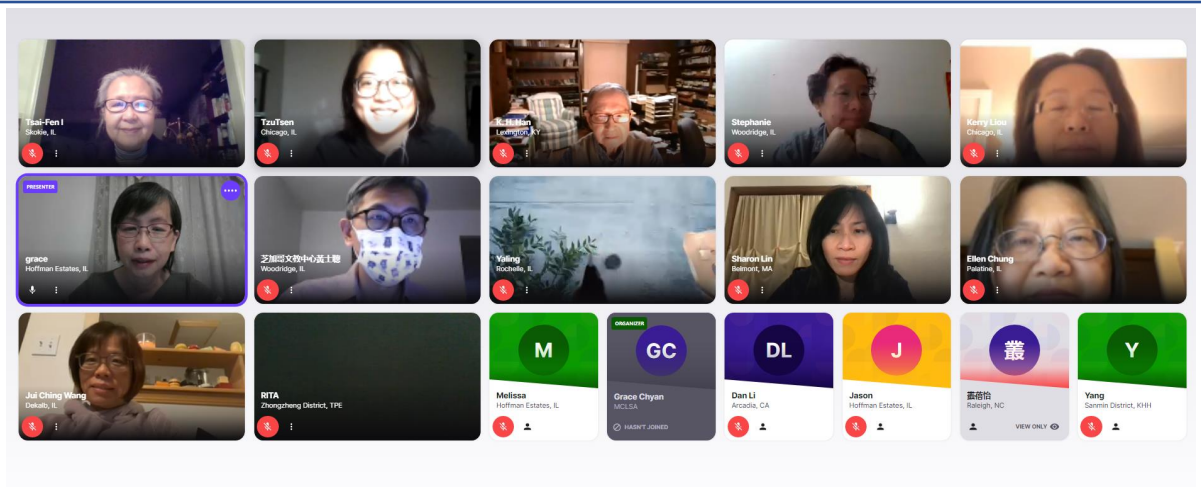 Tsai-Fen I
Skokie, IL
TzuTsen
Chicago, IL
K. H. Han
Lexington, KY
Stephanie
Woodridge, IL
Kerry Liou
Chicago, IL
PRESENTER
grace
Hoffman Estates, IL
芝加哥文教中心黃士聰
Woodridge, IL
Yaling
Rochelle, IL
Sharon Lin
Belmont, MA
Ellen Chung
Palatine, IL
Jui Ching Wang
Dekalb, IL
RITA
Zhongzheng District, TPE
M
Melissa
Hoffman Estates, IL
ORGANIZER
GC
Grace Chyan
MCLSA
HASN'T JOINED
DL
Dan Li
Arcadia, CA
J
Jason
Hoffman Estates, IL
叢
叢蓓怡
Raleigh, NC
VIEW ONLY
Y
Yang
Sanmin District, KHH